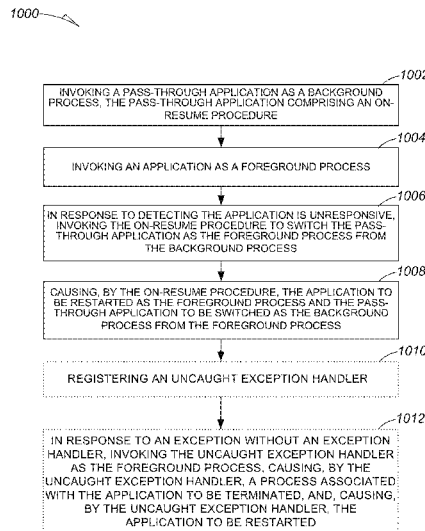 1000
1002
INVOKING A PASS-THROUGH APPLICATION AS A BACKGROUND
PROCESS, THE PASS-THROUGH APPLICATION COMPRISING AN ON-
RESUME PROCEDURE
1004
INVOKING AN APPLICATION AS A FOREGROUND PROCESS
1006
IN RESPONSE TO DETECTING THE APPLICATION IS UNRESPONSIVE,
INVOKING THE ON-RESUME PROCEDURE TO SWITCH THE PASS-
THROUGH APPLICATION AS THE FOREGROUND PROCESS FROM
THE BACKGROUND PROCESS
1008
CAUSING, BY THE ON-RESUME PROCEDURE, THE APPLICATION TO
BE RESTARTED AS THE FOREGROUND PROCESS AND THE PASS-
THROUGH APPLICATION TO BE SWITCHED AS THE BACKGROUND
PROCESS FROM THE FOREGROUND PROCESS
1010
REGISTERING AN UNCAUGHT EXCEPTION HANDLER
1012
IN RESPONSE TO AN EXCEPTION WITHOUT AN EXCEPTION
HANDLER, INVOKING THE UNCAUGHT EXCEPTION HANDLER
AS THE FOREGROUND PROCESS, CAUSING, BY THE
UNCAUGHT EXCEPTION HANDLER, A PROCESS ASSOCIATED
WITH THE APPLICATION TO BE TERMINATED, AND, CAUSING,
BY THE UNCAUGHT EXCEPTION HANDLER, THE
APPLICATION TO BE RESTARTED